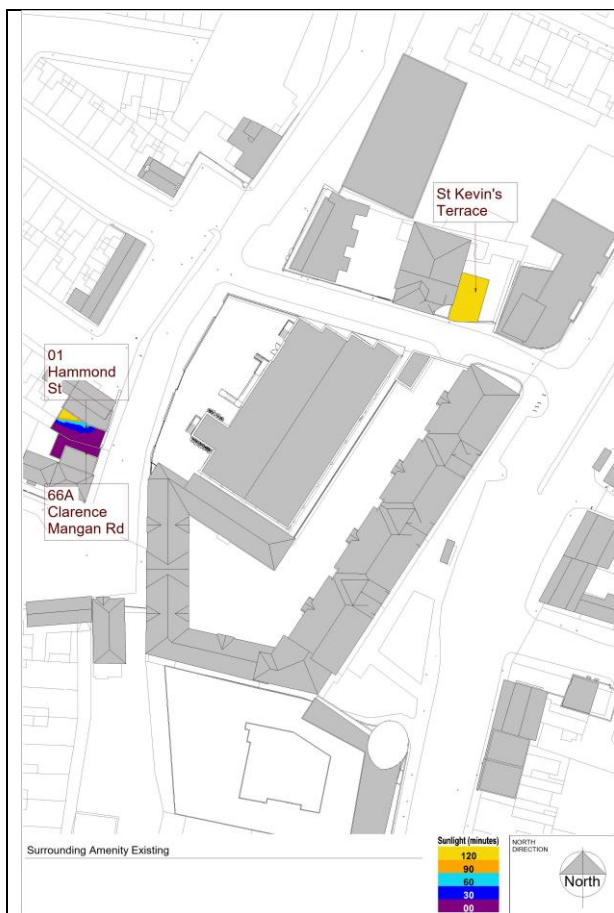 St Kevin's
Terrace
01
Hammond
St
66A
Clarence
Mangan Rd
Surrounding Amenity Existing
Sunlight (minutes)
120
90
60
30
00
NORTH
DIRECTION
North